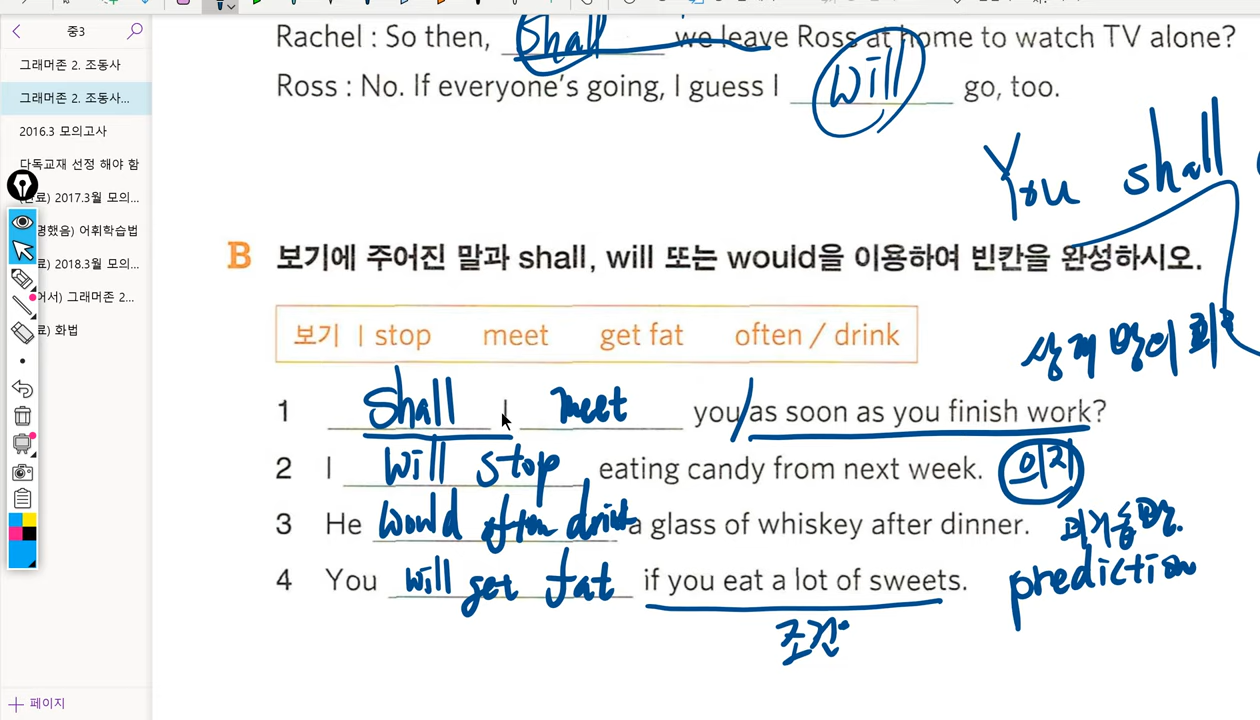 중3
그래머존 2. 조동사
그래머존 2. 조동사...
2016.3 모의고사
단독교재 선정 해야 함
2017.3월 모의...
명했음) 어휘학습법
료) 2018.3월 모의...
어서) 그래머존 2...
료) 화법
페이지
Rachel : So then, Shall we leave Ross at home to watch TV alone?
Ross : No. If everyone's going, I guess I will go, too.
You shall
B 보기에 주어진 말과 shall, will 또는 would을 이용하여 빈칸을 완성하시오.
보기 | stop meet get fat often / drink
1 Shall I meet you / as soon as you finish work?
2 I will stop eating candy from next week. 의지
3 He would often drink a glass of whiskey after dinner.
4 You will get fat if you eat a lot of sweets. prediction
조건